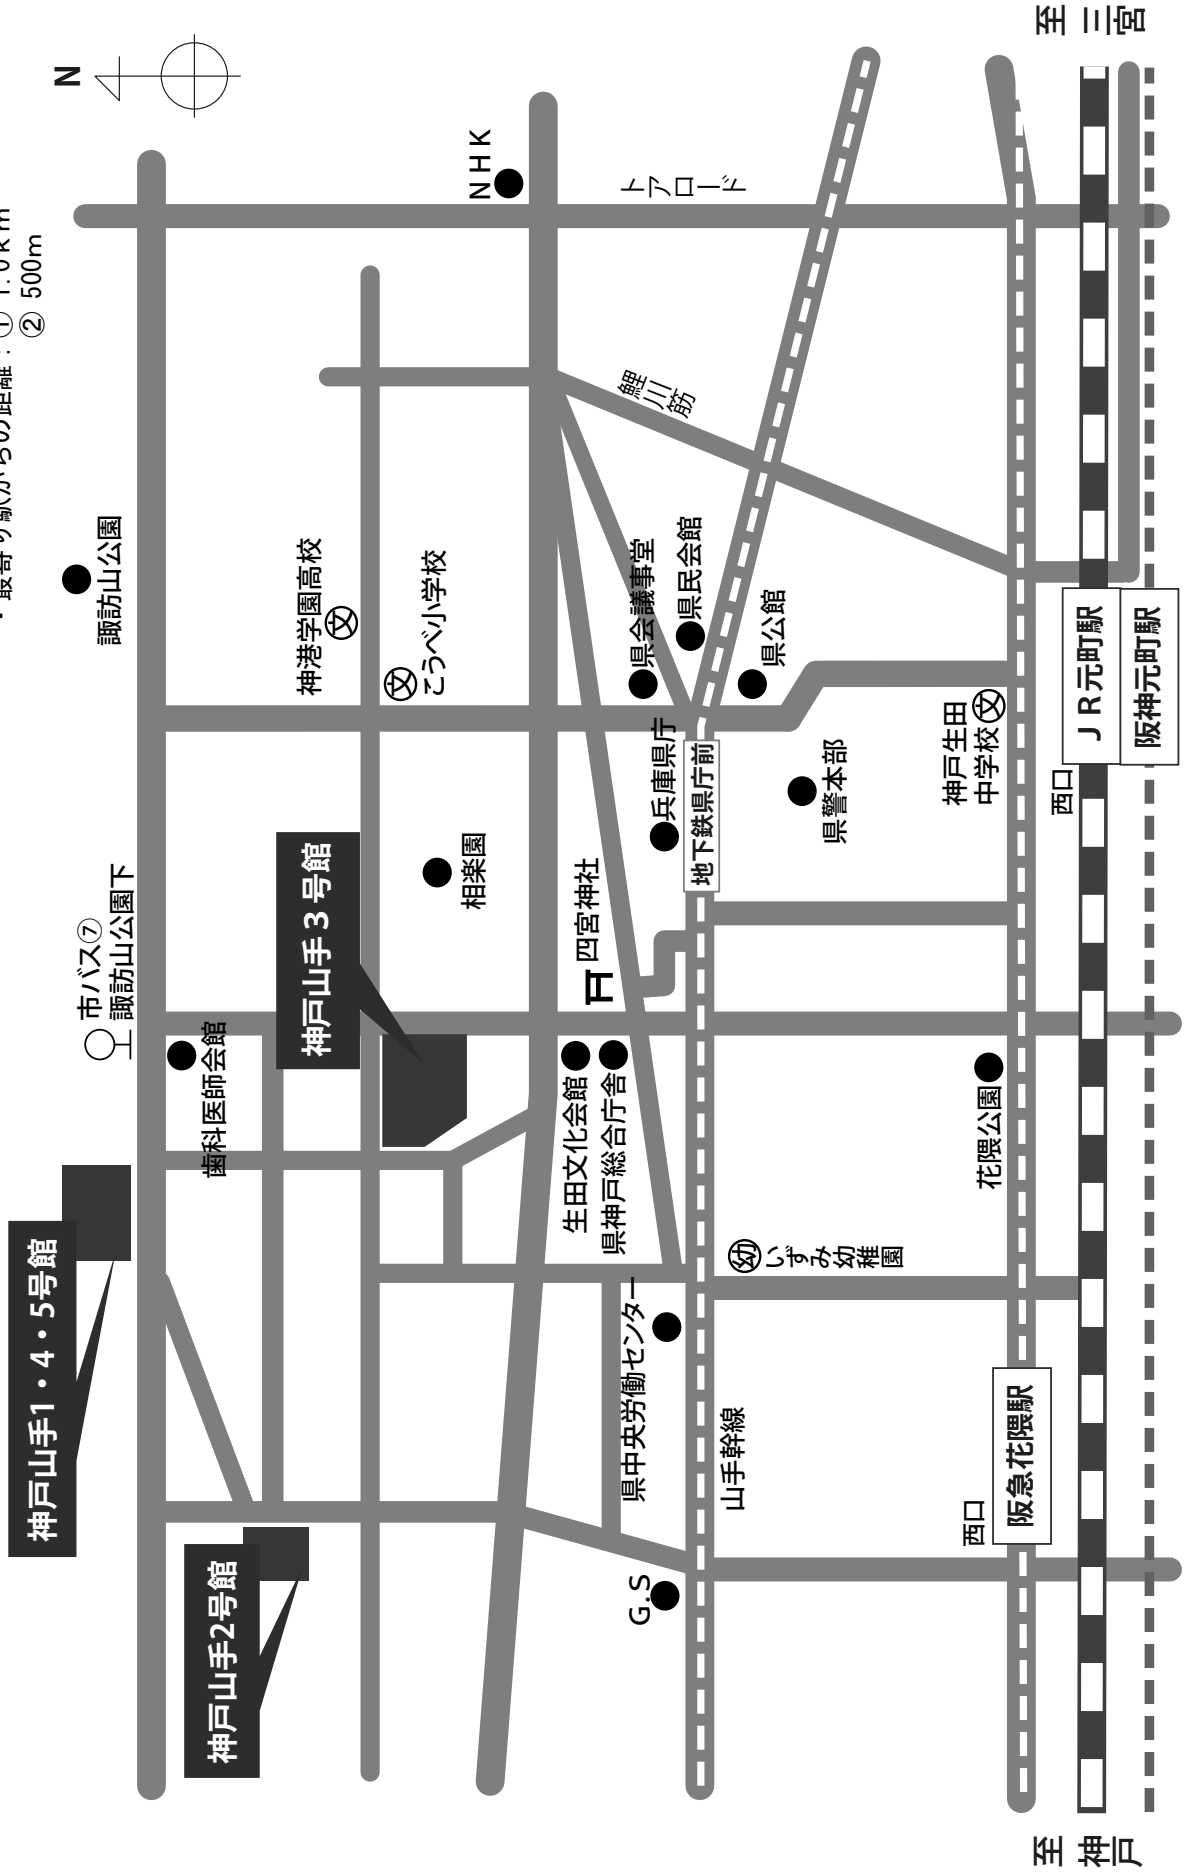 ・最寄り駅からの距離：① 1.0ｋｍ
② 500m
N
諏訪山公園
市バス⑦
諏訪山公園下
神戸山手1・4・5号館
神戸山手2号館
歯科医師会館
神戸山手３号館
神港学園高校
文
文
こうべ小学校
相楽園
NHK
トアロード
鯉川筋
四宮神社
生田文化会館
県神戸総合庁舎
県会議事堂
県民会館
県公館
兵庫県庁
地下鉄県庁前
県警本部
県中央労働センター
G.S
山手幹線
幼
いずみ幼稚園
花隈公園
神戸生田
中学校
文
西口
西口
阪急花隈駅
ＪＲ元町駅
阪神元町駅
至三宮
至神戸